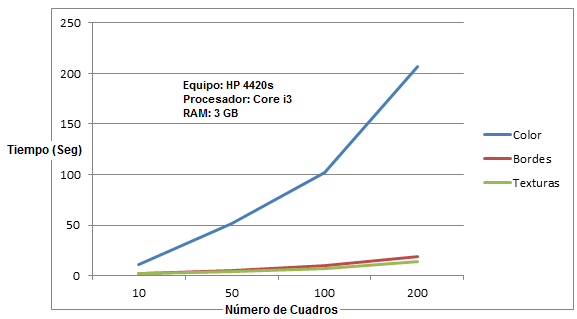 250
200
150
100
50
0
Tiempo (Seg)
Equipo: HP 4420s
Procesador: Core i3
RAM: 3 GB
10 50 100 200
Número de Cuadros
Color
Bordes
Texturas